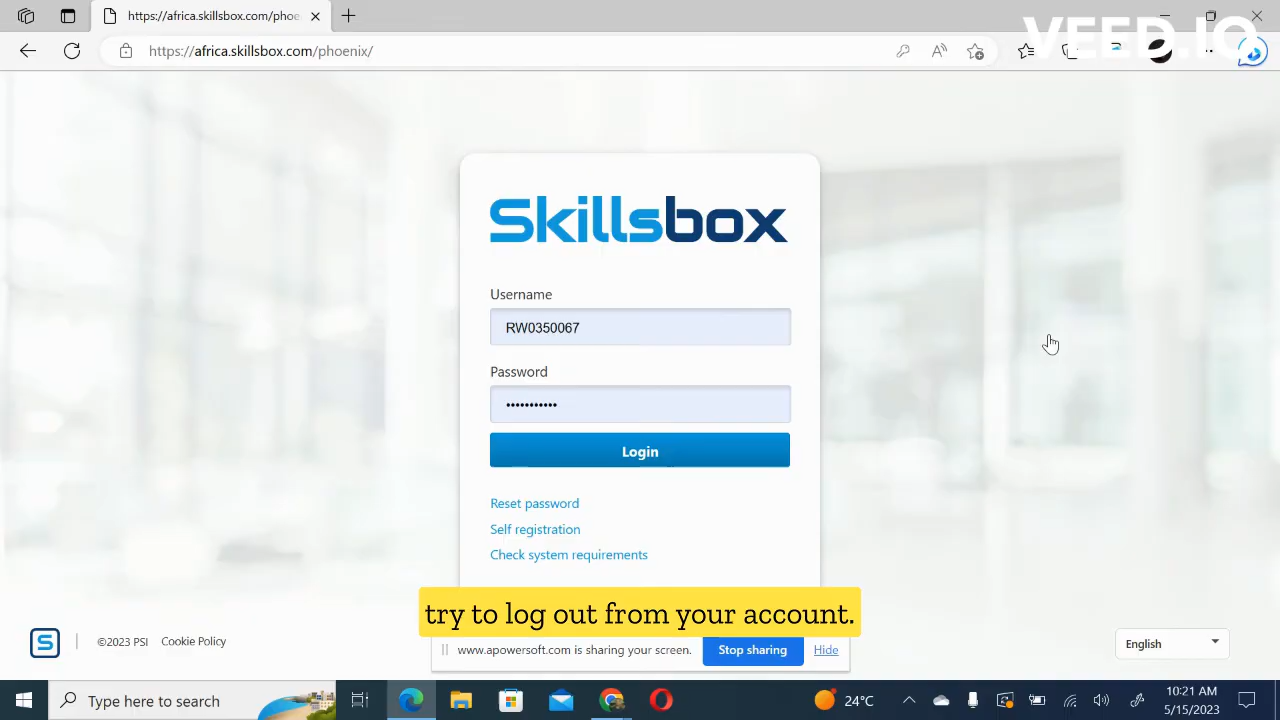 https://africa.skillsbox.com/phoe
https://africa.skillsbox.com/phoenix/
VEED.IO
Skillsbox
Username
RW0350067
Password
•••••••••••
Login
Reset password
Self registration
Check system requirements
try to log out from your account.
S
©2023 PSI
Cookie Policy
www.apowersoft.com is sharing your screen.
Stop sharing
Hide
English
Type here to search
24°C
10:21 AM
5/15/2023